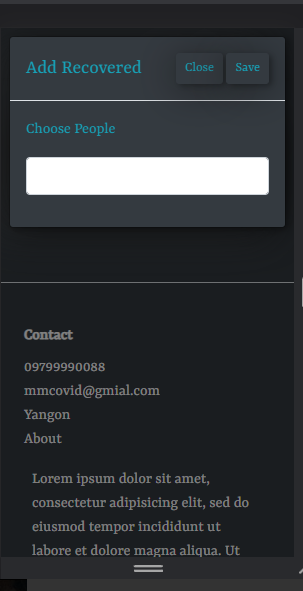 Add Recovered
Close
Save
Choose People
Contact
09799990088
mmcovid@gmial.com
Yangon
About
Lorem ipsum dolor sit amet,
consectetur adipisicing elit, sed do
eiusmod tempor incididunt ut
labore et dolore magna aliqua. Ut